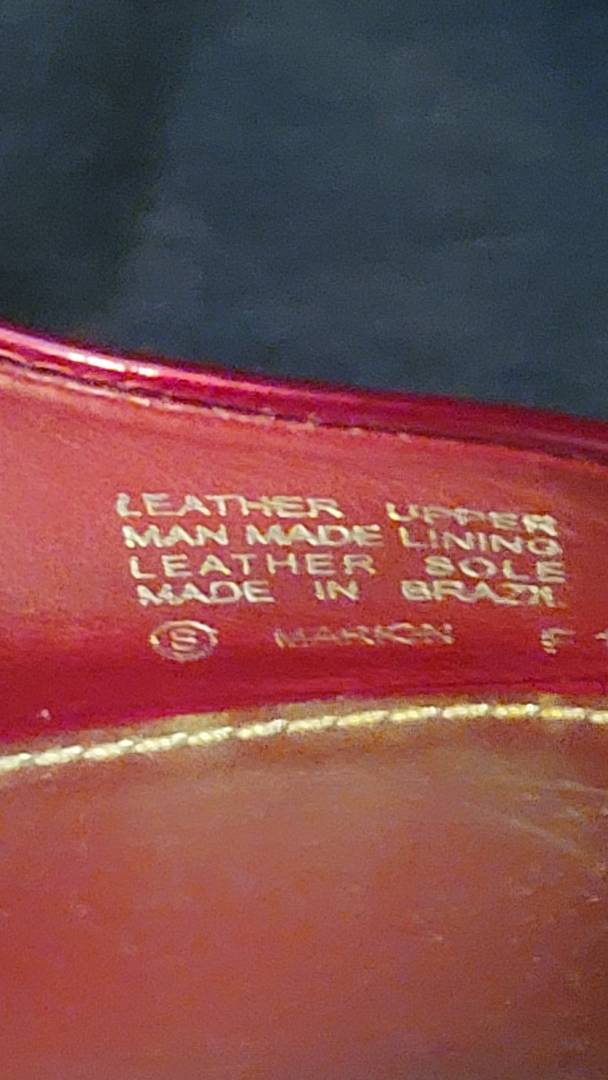 LEATHER UPPER
MAN MADE LINING
LEATHER SOLE
MADE IN BRAZIL
S MARION